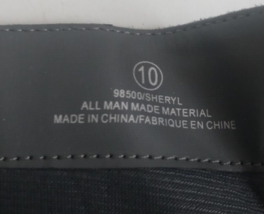 10
98500/SHERYL
ALL MAN MADE MATERIAL
MADE IN CHINA/FABRIQUE EN CHINE